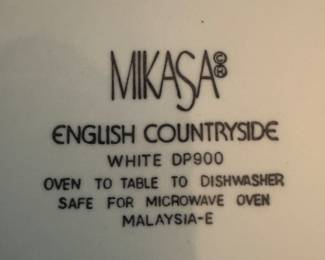 MIKASA©®
ENGLISH COUNTRYSIDE
WHITE DP900
OVEN TO TABLE TO DISHWASHER
SAFE FOR MICROWAVE OVEN
MALAYSIA-E